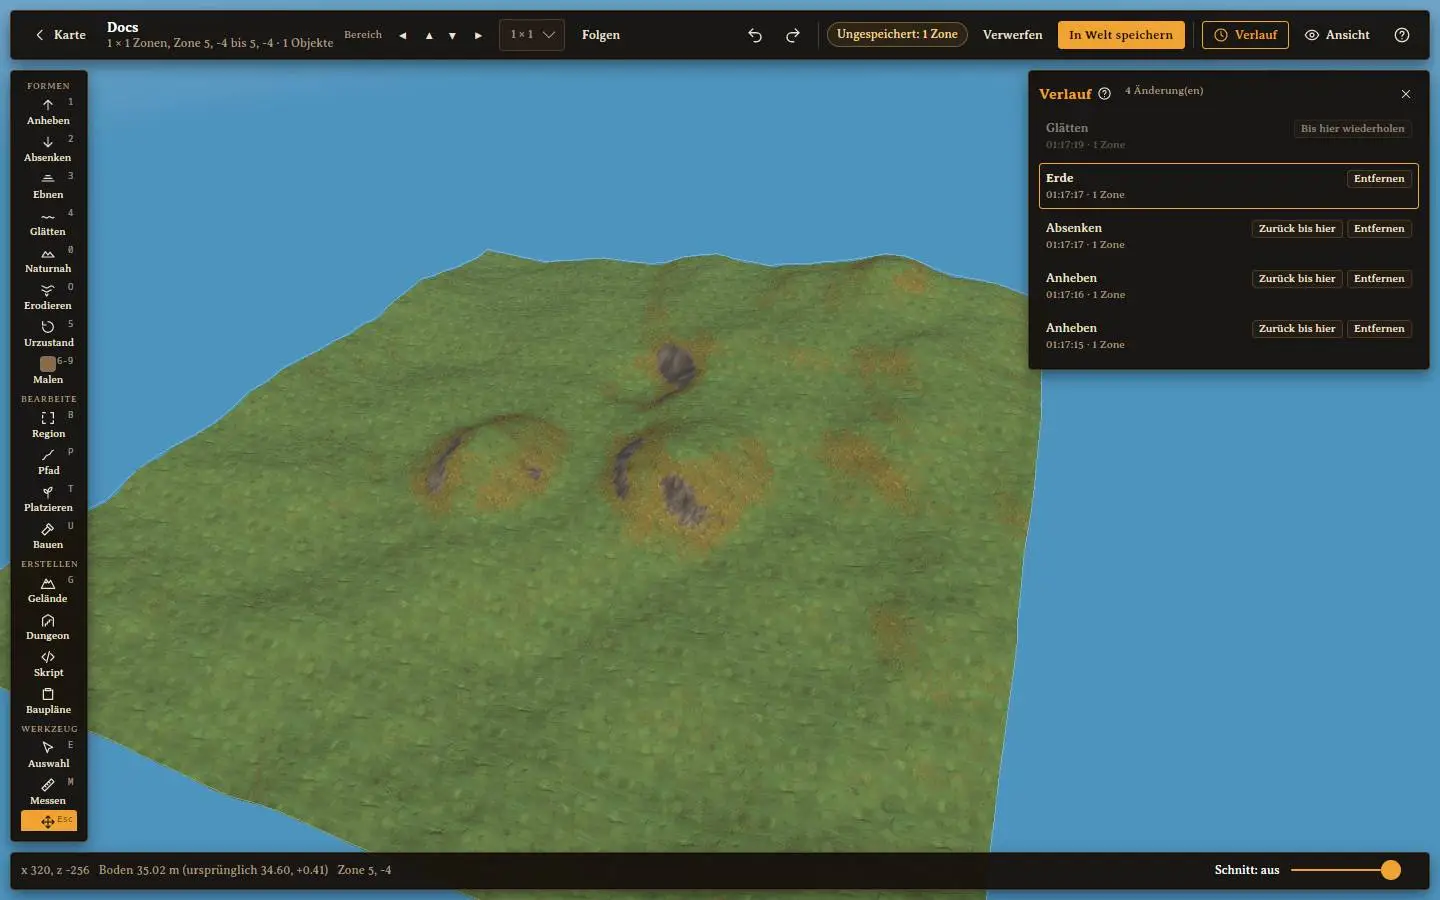 Karte
Docs
1 × 1 Zonen, Zone 5, -4 bis 5, -4 · 1 Objekte
Bereich
1 × 1
Folgen
Ungespeichert: 1 Zone
Verwerfen
In Welt speichern
Verlauf
Ansicht
FORMEN
1
Anheben
2
Absenken
3
Ebnen
4
Glätten
0
Naturnah
O
Erodieren
5
Urzustand
6-9
Malen
BEARBEITE
B
Region
P
Pfad
T
Platzieren
U
Bauen
ERSTELLEN
G
Gelände
Dungeon
Skript
Baupläne
WERKZEUG
E
Auswahl
M
Messen
Esc
Verlauf
4 Änderung(en)
Glätten
Bis hier wiederholen
01:17:19 · 1 Zone
Erde
Entfernen
01:17:17 · 1 Zone
Absenken
Zurück bis hier
Entfernen
01:17:17 · 1 Zone
Anheben
Zurück bis hier
Entfernen
01:17:16 · 1 Zone
Anheben
Zurück bis hier
Entfernen
01:17:15 · 1 Zone
x 320, z -256 Boden 35.02 m (ursprünglich 34.60, +0.41) Zone 5, -4
Schnitt: aus